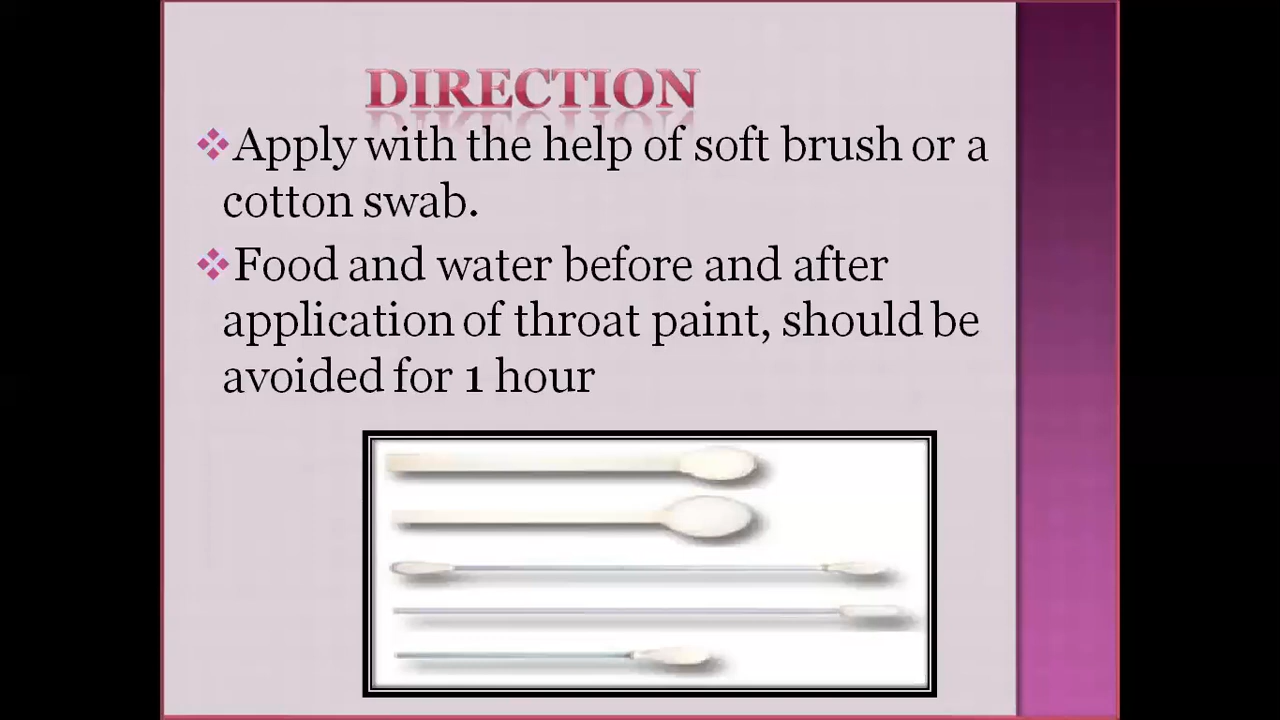 DIRECTION
Apply with the help of soft brush or a
cotton swab.
Food and water before and after
application of throat paint, should be
avoided for 1 hour